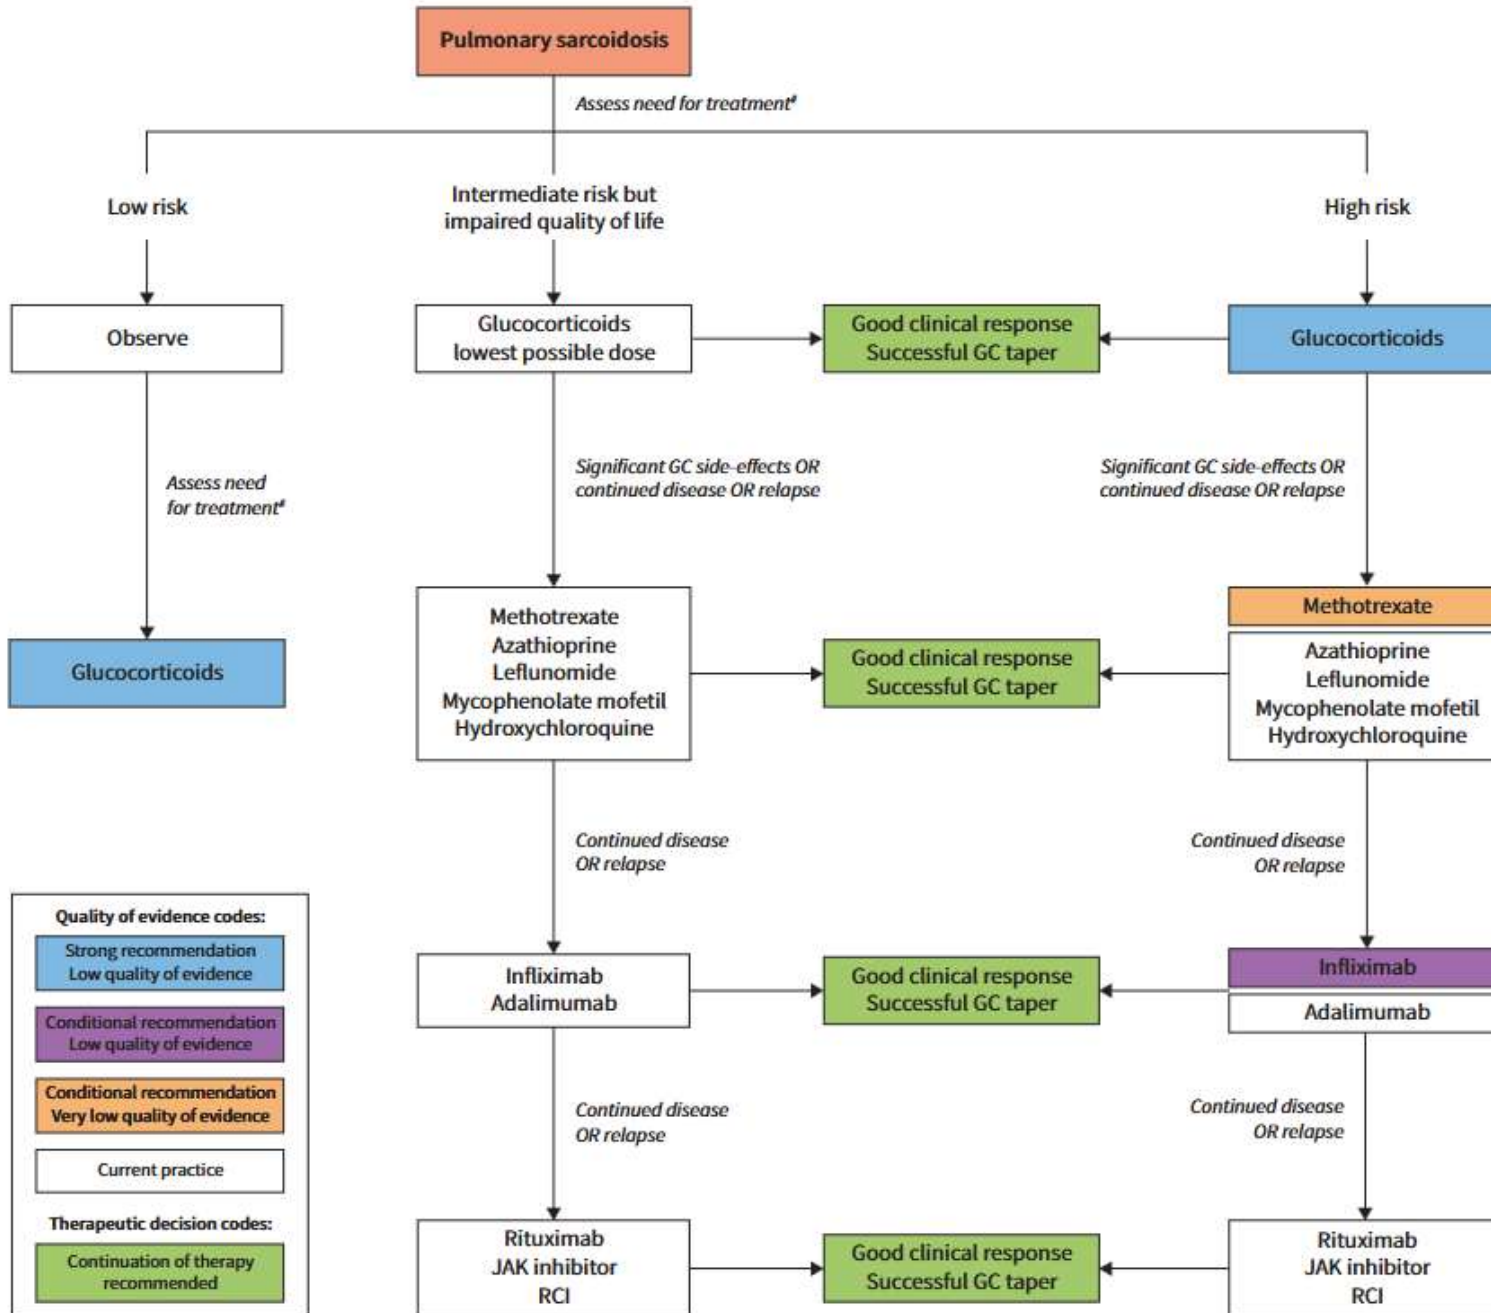 Pulmonary sarcoidosis
Assess need for treatment#
Low risk
Intermediate risk but
impaired quality of life
High risk
Observe
Glucocorticoids
lowest possible dose
Good clinical response
Successful GC taper
Glucocorticoids
Assess need
for treatment#
Significant GC side-effects OR
continued disease OR relapse
Significant GC side-effects OR
continued disease OR relapse
Glucocorticoids
Methotrexate
Azathioprine
Leflunomide
Mycophenolate mofetil
Hydroxychloroquine
Good clinical response
Successful GC taper
Methotrexate
Azathioprine
Leflunomide
Mycophenolate mofetil
Hydroxychloroquine
Continued disease
OR relapse
Continued disease
OR relapse
Infliximab
Adalimumab
Good clinical response
Successful GC taper
Infliximab
Adalimumab
Continued disease
OR relapse
Continued disease
OR relapse
Rituximab
JAK inhibitor
RCI
Good clinical response
Successful GC taper
Rituximab
JAK inhibitor
RCI
Quality of evidence codes:
Strong recommendation
Low quality of evidence
Conditional recommendation
Low quality of evidence
Conditional recommendation
Very low quality of evidence
Current practice
Therapeutic decision codes:
Continuation of therapy
recommended